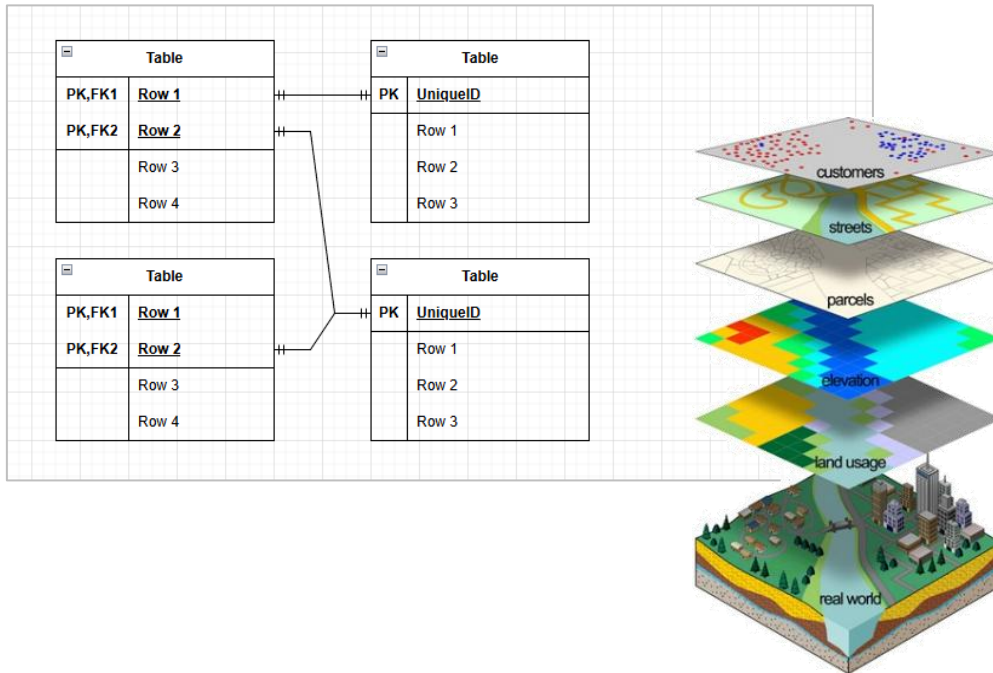 Table
PK,FK1 Row 1
PK,FK2 Row 2
Row 3
Row 4
Table
PK UniqueID
Row 1
Row 2
Row 3
Table
PK,FK1 Row 1
PK,FK2 Row 2
Row 3
Row 4
Table
PK UniqueID
Row 1
Row 2
Row 3
customers
streets
parcels
elevation
land usage
real world